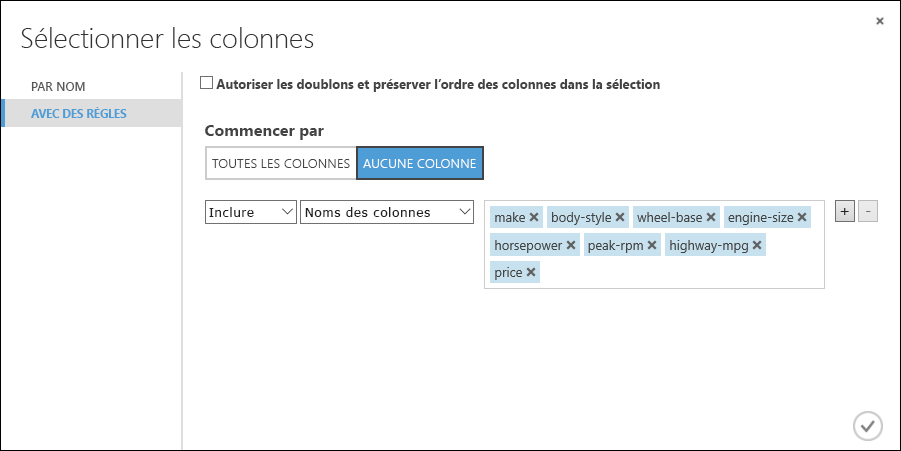 Sélectionner les colonnes
PAR NOM
AVEC DES RÈGLES
Autoriser les doublons et préserver l'ordre des colonnes dans la sélection
Commencer par
TOUTES LES COLONNES AUCUNE COLONNE
Inclure Noms des colonnes make body-style wheel-base engine-size + -
horsepower peak-rpm highway-mpg
price